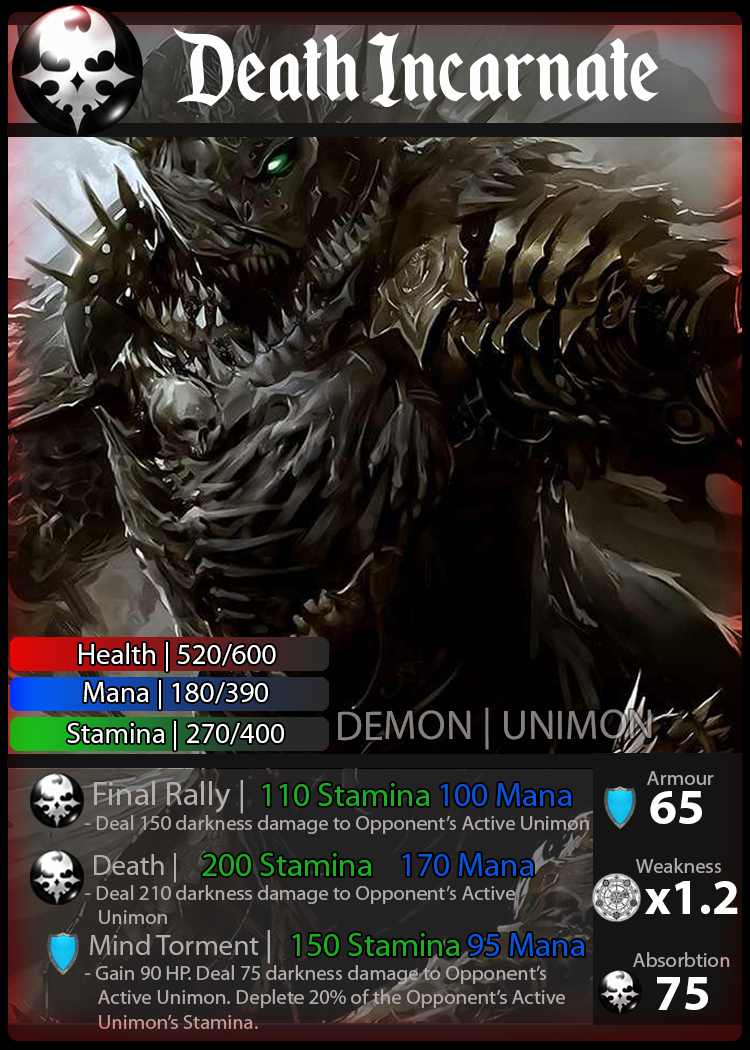 Death Incarnate
Health | 520/600
Mana | 180/390
Stamina | 270/400
DEMON | UNIMON
Final Rally | 110 Stamina 100 Mana
- Deal 150 darkness damage to Opponent's Active Unimon
Death | 200 Stamina 170 Mana
- Deal 210 darkness damage to Opponent's Active
Unimon
Mind Torment | 150 Stamina 95 Mana
- Gain 90 HP. Deal 75 darkness damage to Opponent's
Active Unimon. Deplete 20% of the Opponent's Active
Unimon's Stamina.
Armour
65
Weakness
x1.2
Absorbtion
75